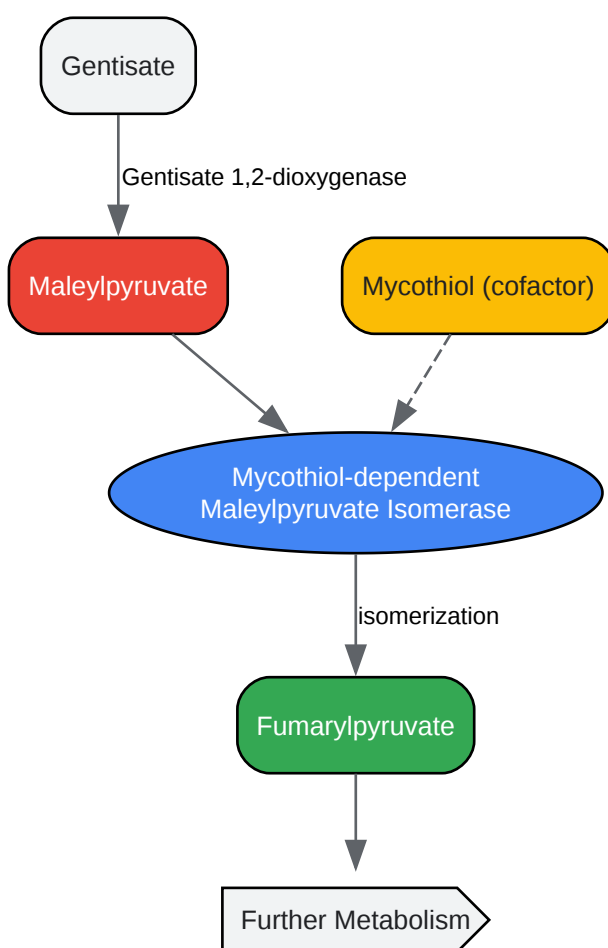 Gentisate
Gentisate 1,2-dioxygenase
Maleylpyruvate
Mycothiol (cofactor)
Mycothiol-dependent
Maleylpyruvate Isomerase
isomerization
Fumarylpyruvate
Further Metabolism